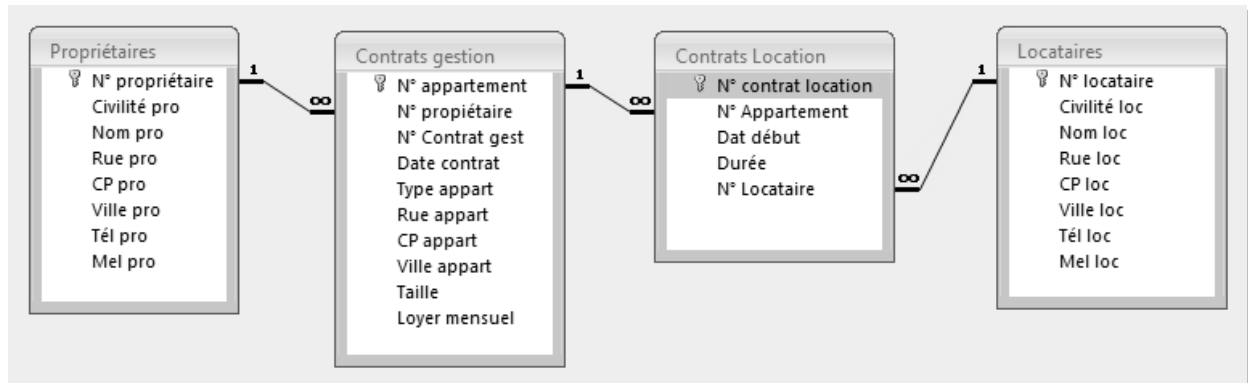 Propriétaires
N° propriétaire
Civilité pro
Nom pro
Rue pro
CP pro
Ville pro
Tél pro
Mel pro
1
∞
Contrats gestion
N° appartement
N° propiétaire
N° Contrat gest
Date contrat
Type appart
Rue appart
CP appart
Ville appart
Taille
Loyer mensuel
1
∞
Contrats Location
N° contrat location
N° Appartement
Dat début
Durée
N° Locataire
∞
1
Locataires
N° locataire
Civilité loc
Nom loc
Rue loc
CP loc
Ville loc
Tél loc
Mel loc